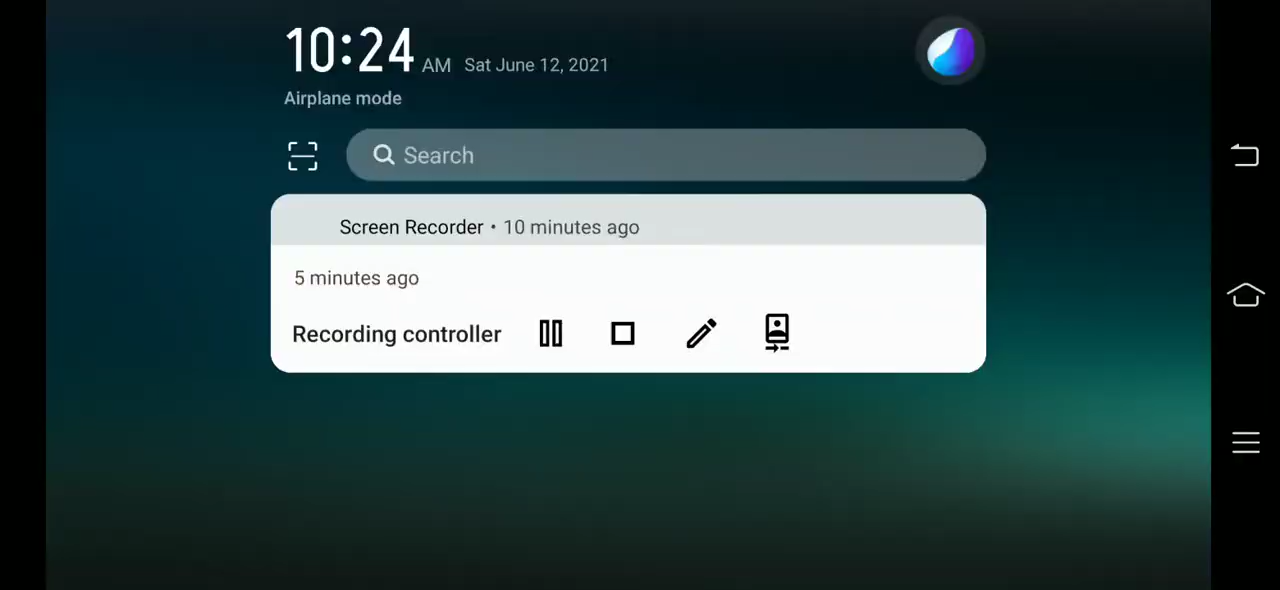 10:24 AM Sat June 12, 2021
Airplane mode
Search
Screen Recorder • 10 minutes ago
5 minutes ago
Recording controller